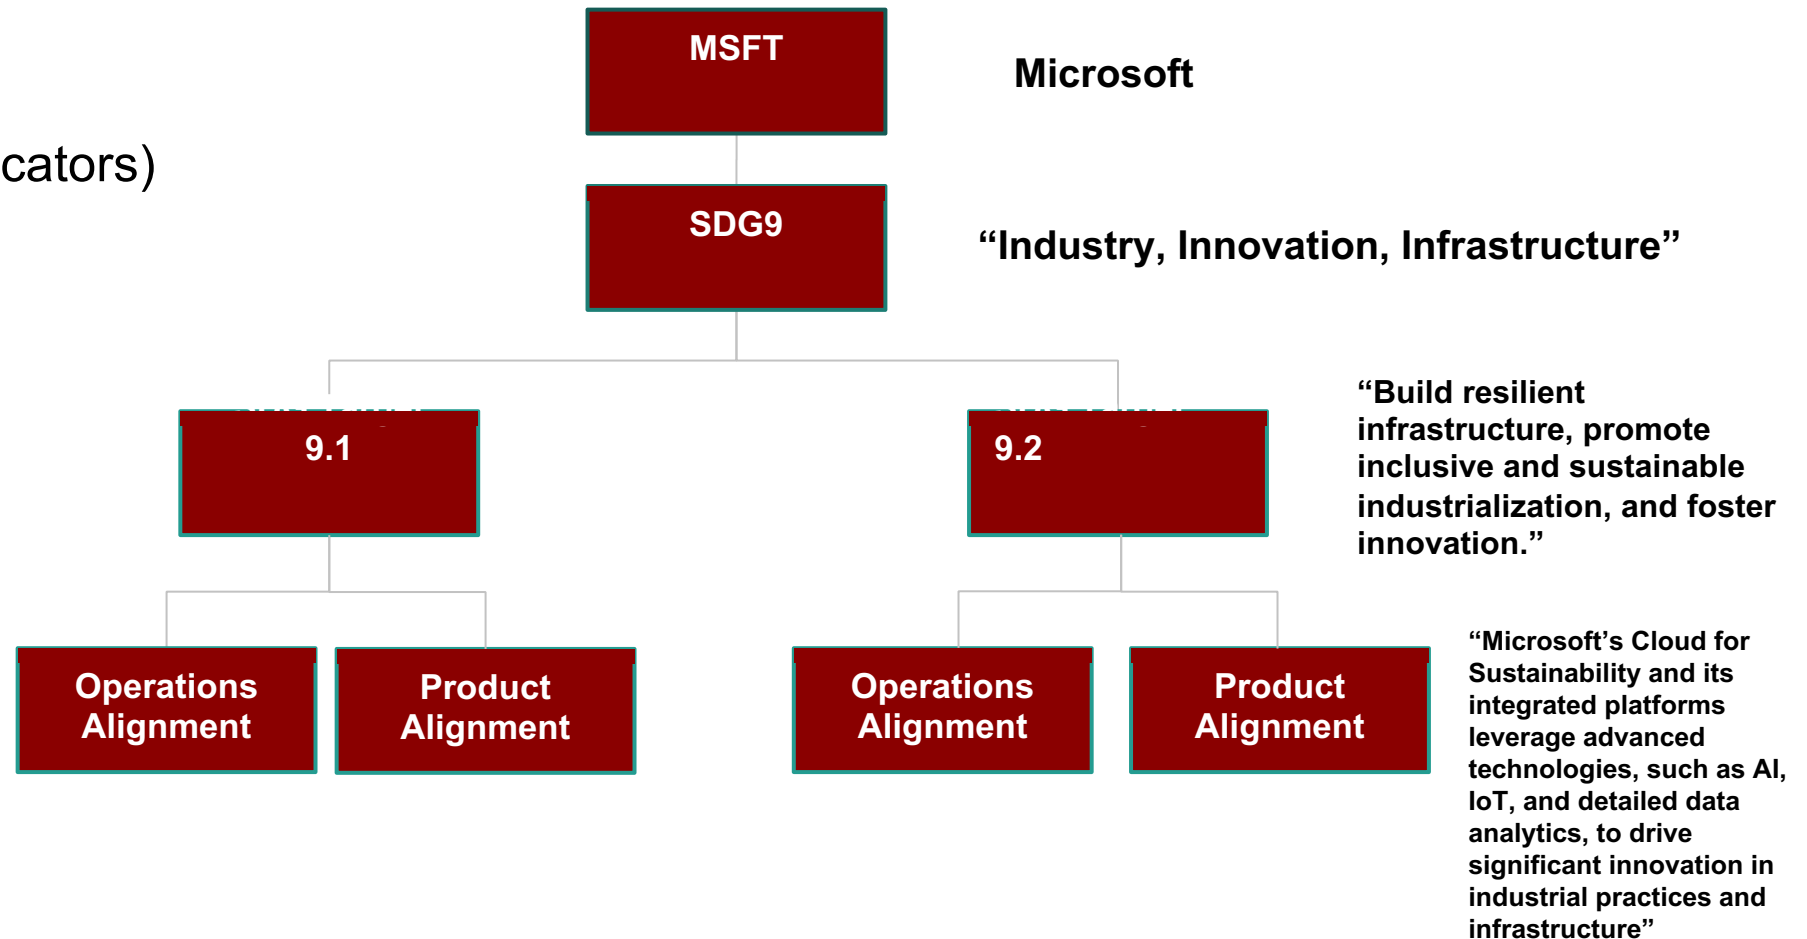 MSFT
Microsoft
cators)
SDG9
“Industry, Innovation, Infrastructure”
9.1
9.2
“Build resilient
infrastructure, promote
inclusive and sustainable
industrialization, and foster
innovation.”
Operations
Alignment
Product
Alignment
Operations
Alignment
Product
Alignment
“Microsoft’s Cloud for
Sustainability and its
integrated platforms
leverage advanced
technologies, such as AI,
IoT, and detailed data
analytics, to drive
significant innovation in
industrial practices and
infrastructure”